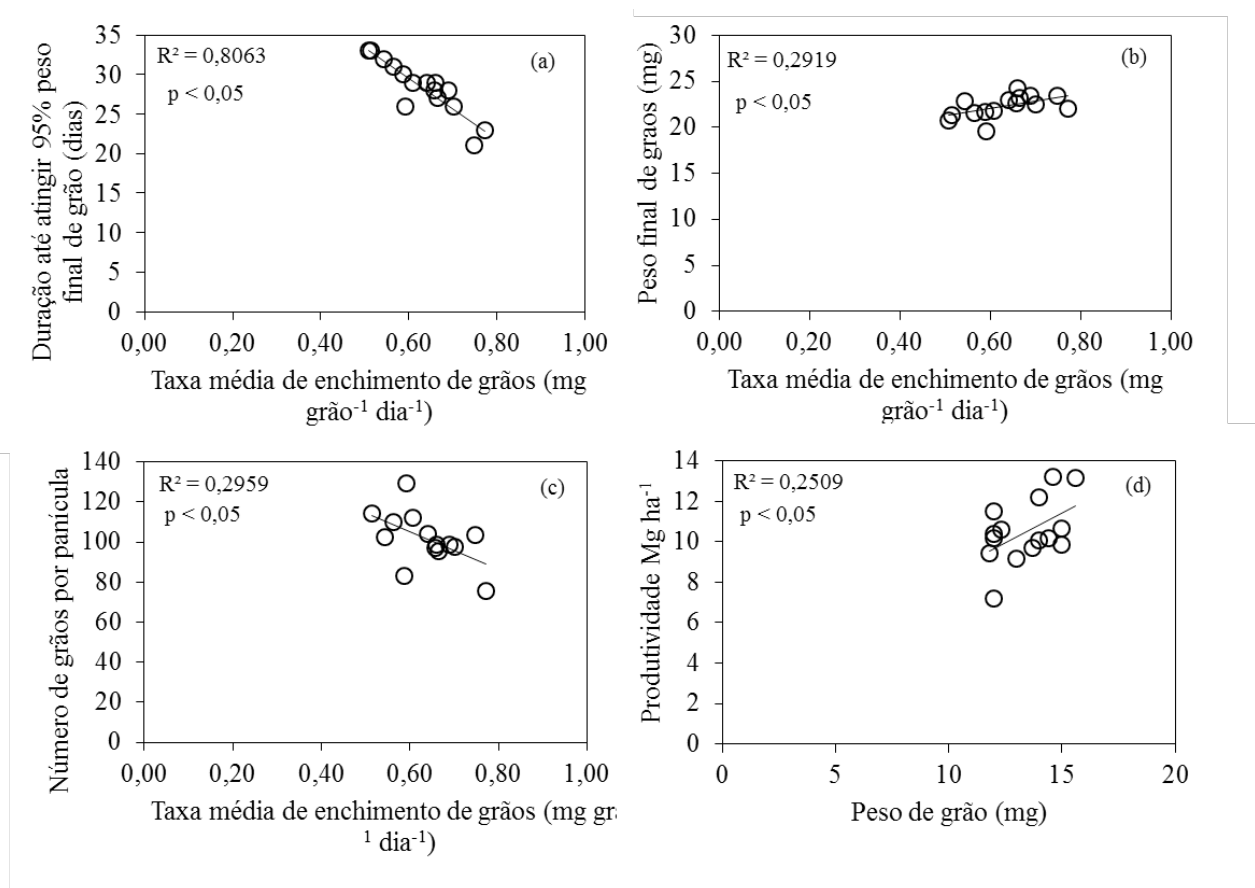 Duração até atingir 95% peso
final de grão (dias)
35
30
25
20
15
10
5
0
R² = 0,8063
p < 0,05
(a)
0,00 0,20 0,40 0,60 0,80 1,00
Taxa média de enchimento de grãos (mg
grão⁻¹ dia⁻¹)
Peso final de graos (mg)
30
25
20
15
10
5
0
R² = 0,2919
p < 0,05
(b)
0,00 0,20 0,40 0,60 0,80 1,00
Taxa média de enchimento de grãos (mg
grão⁻¹ dia⁻¹)
Número de grãos por panícula
140
120
100
80
60
40
20
0
R² = 0,2959
p < 0,05
(c)
0,00 0,20 0,40 0,60 0,80 1,00
Taxa média de enchimento de grãos (mg gr
¹ dia⁻¹)
Produtividade Mg ha⁻¹
14
12
10
8
6
4
2
0
R² = 0,2509
p < 0,05
(d)
0 5 10 15 20
Peso de grão (mg)